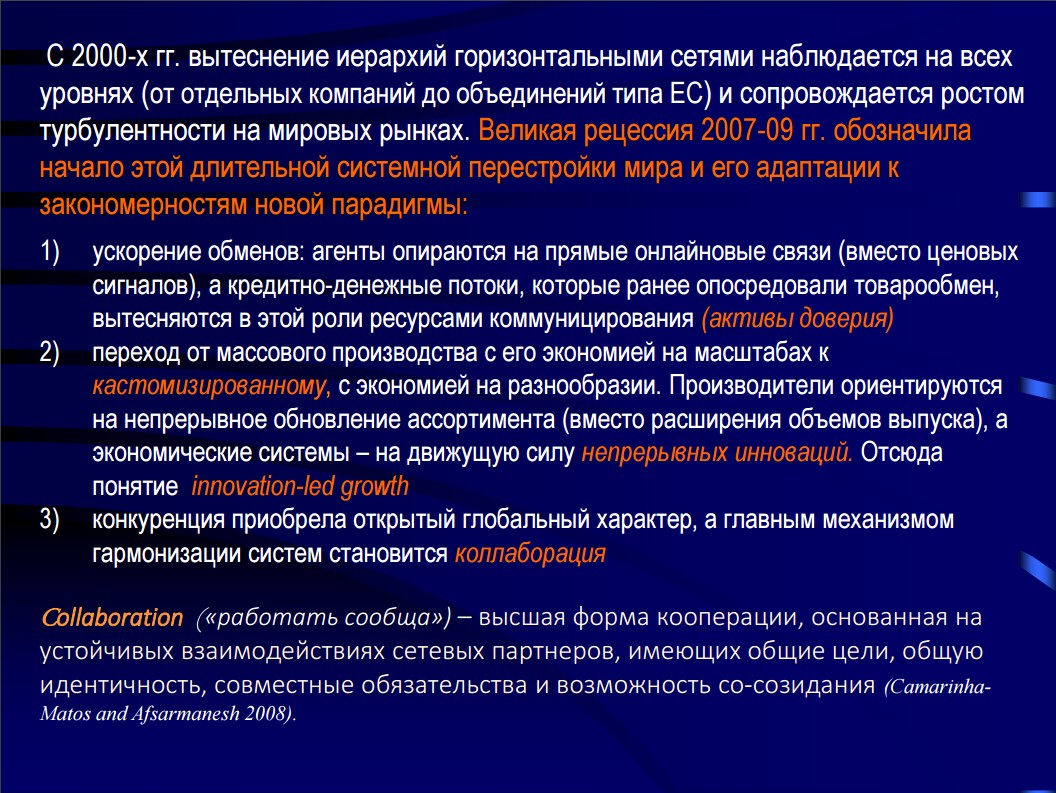 С 2000-х гг. вытеснение иерархий горизонтальными сетями наблюдается на всех
уровнях (от отдельных компаний до объединений типа ЕС) и сопровождается ростом
турбулентности на мировых рынках. Великая рецессия 2007-09 гг. обозначила
начало этой длительной системной перестройки мира и его адаптации к
закономерностям новой парадигмы:
1) ускорение обменов: агенты опираются на прямые онлайновые связи (вместо ценовых
сигналов), а кредитно-денежные потоки, которые ранее опосредовали товарообмен,
вытесняются в этой роли ресурсами коммуницирования (активы доверия)
2) переход от массового производства с его экономией на масштабах к
кастомизированному, с экономией на разнообразии. Производители ориентируются
на непрерывное обновление ассортимента (вместо расширения объемов выпуска), а
экономические системы – на движущую силу непрерывных инноваций. Отсюда
понятие innovation-led growth
3) конкуренция приобрела открытый глобальный характер, а главным механизмом
гармонизации систем становится коллаборация
Collaboration («работать сообща») – высшая форма кооперации, основанная на
устойчивых взаимодействиях сетевых партнеров, имеющих общие цели, общую
идентичность, совместные обязательства и возможность со-созидания (Camarinha-
Matos and Afsarmanesh 2008).